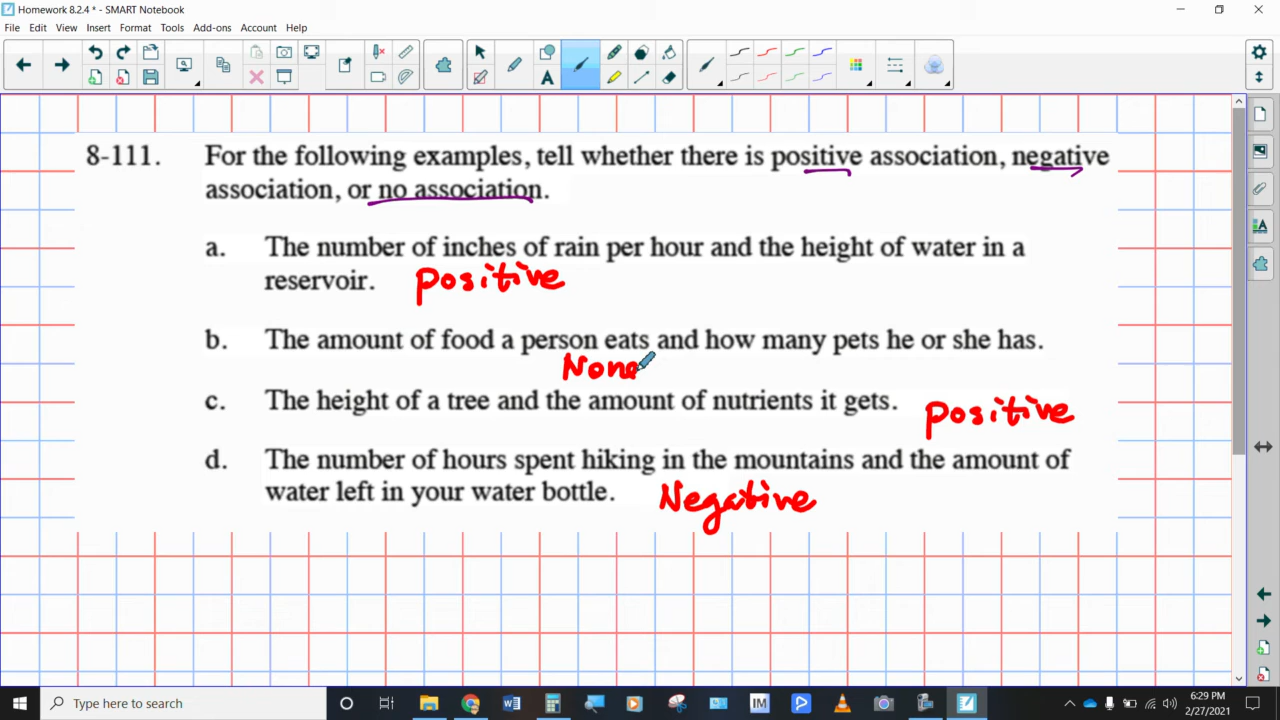 Homework 8.2.4 * - SMART Notebook
File Edit View Insert Format Tools Add-ons Account Help
8-111. For the following examples, tell whether there is positive association, negative
association, or no association.
a. The number of inches of rain per hour and the height of water in a
reservoir. positive
b. The amount of food a person eats and how many pets he or she has.
None
c. The height of a tree and the amount of nutrients it gets. positive
d. The number of hours spent hiking in the mountains and the amount of
water left in your water bottle. Negative
Type here to search
IM
6:29 PM
2/27/2021